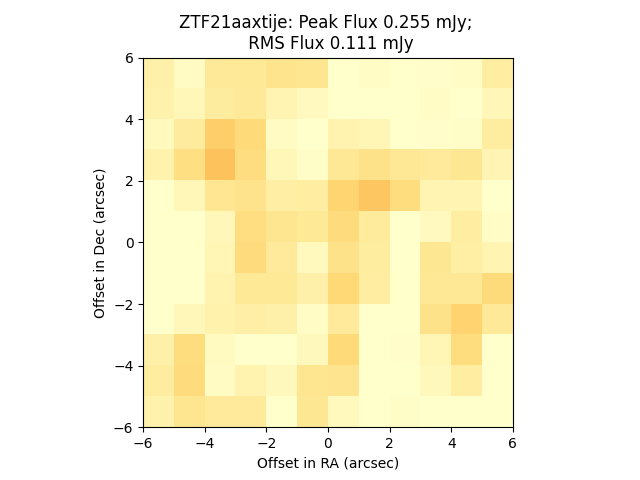 ZTF21aaxtije: Peak Flux 0.255 mJy;
RMS Flux 0.111 mJy
6
4
2
0
−2
−4
−6
Offset in Dec (arcsec)
−6 −4 −2 0 2 4 6
Offset in RA (arcsec)